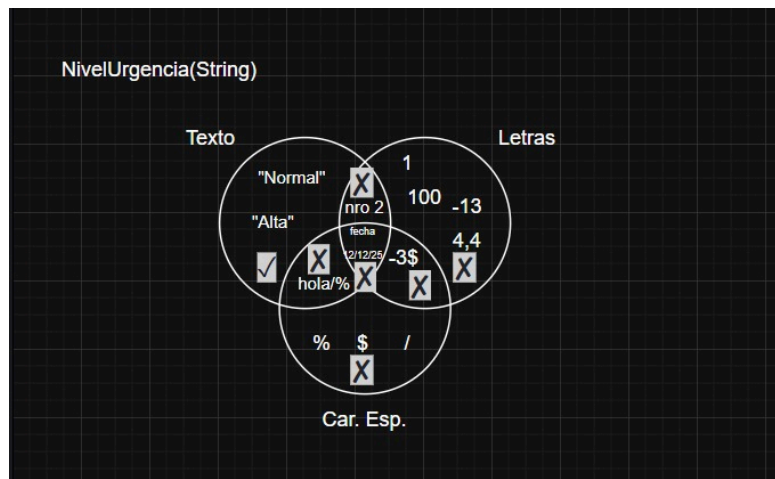 NivelUrgencia(String)
Texto
Letras
1
"Normal"
100
-13
nro 2
"Alta"
fecha
4,4
12/12/25
-3$
hola/%
% $ /
Car. Esp.